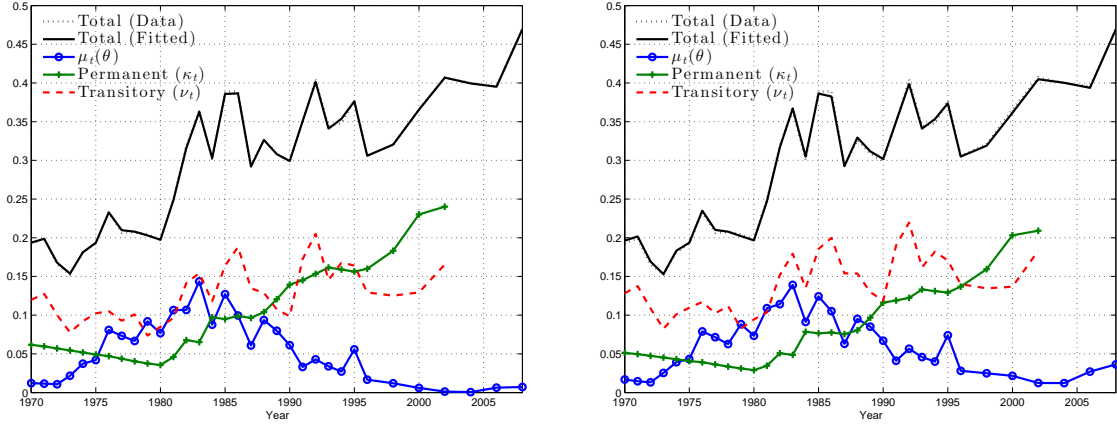 0.5
0.45
0.4
0.35
0.3
0.25
0.2
0.15
0.1
0.05
0
Total (Data)
Total (Fitted)
μt(θ)
Permanent (κt)
Transitory (νt)
1970 1975 1980 1985 1990 1995 2000 2005
Year
0.5
0.45
0.4
0.35
0.3
0.25
0.2
0.15
0.1
0.05
0
Total (Data)
Total (Fitted)
μt(θ)
Permanent (κt)
Transitory (νt)
1970 1975 1980 1985 1990 1995 2000 2005
Year